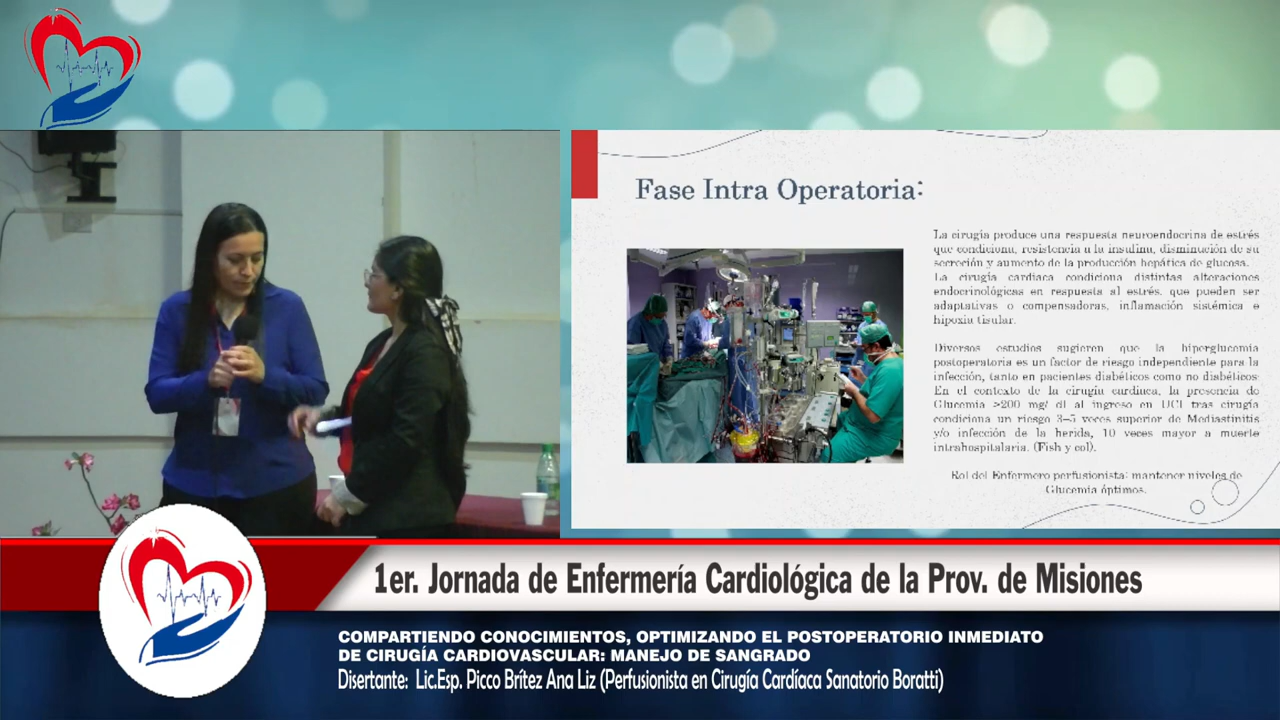 Fase Intra Operatoria:
La cirugía produce una respuesta neuroendocrina de estrés
que condiciona, resistencia a la insulina, disminución de su
secreción y aumento de la producción hepática de glucosa.
La cirugía cardiaca condiciona distintas alteraciones
endocrinológicas en respuesta al estrés, que pueden ser
adaptativas o compensadoras, inflamación sistémica e
hipoxia tisular.
Diversos estudios sugieren que la hiperglucemia
postoperatoria es un factor de riesgo independiente para la
infección, tanto en pacientes diabéticos como no diabéticos.
En el contexto de la cirugía cardiaca, la presencia de
Glucemia >200 mg/ dl al ingreso en UCI tras cirugía
condiciona un riesgo 3–5 veces superior de Mediastinitis
y/o infección de la herida, 10 veces mayor a muerte
intrahospitalaria. (Fish y col).
Rol del Enfermero perfusionista: mantener niveles de
Glucemia óptimos.
1er. Jornada de Enfermería Cardiológica de la Prov. de Misiones
COMPARTIENDO CONOCIMIENTOS, OPTIMIZANDO EL POSTOPERATORIO INMEDIATO
DE CIRUGÍA CARDIOVASCULAR: MANEJO DE SANGRADO
Disertante: Lic.Esp. Picco Brítez Ana Liz (Perfusionista en Cirugía Cardíaca Sanatorio Boratti)